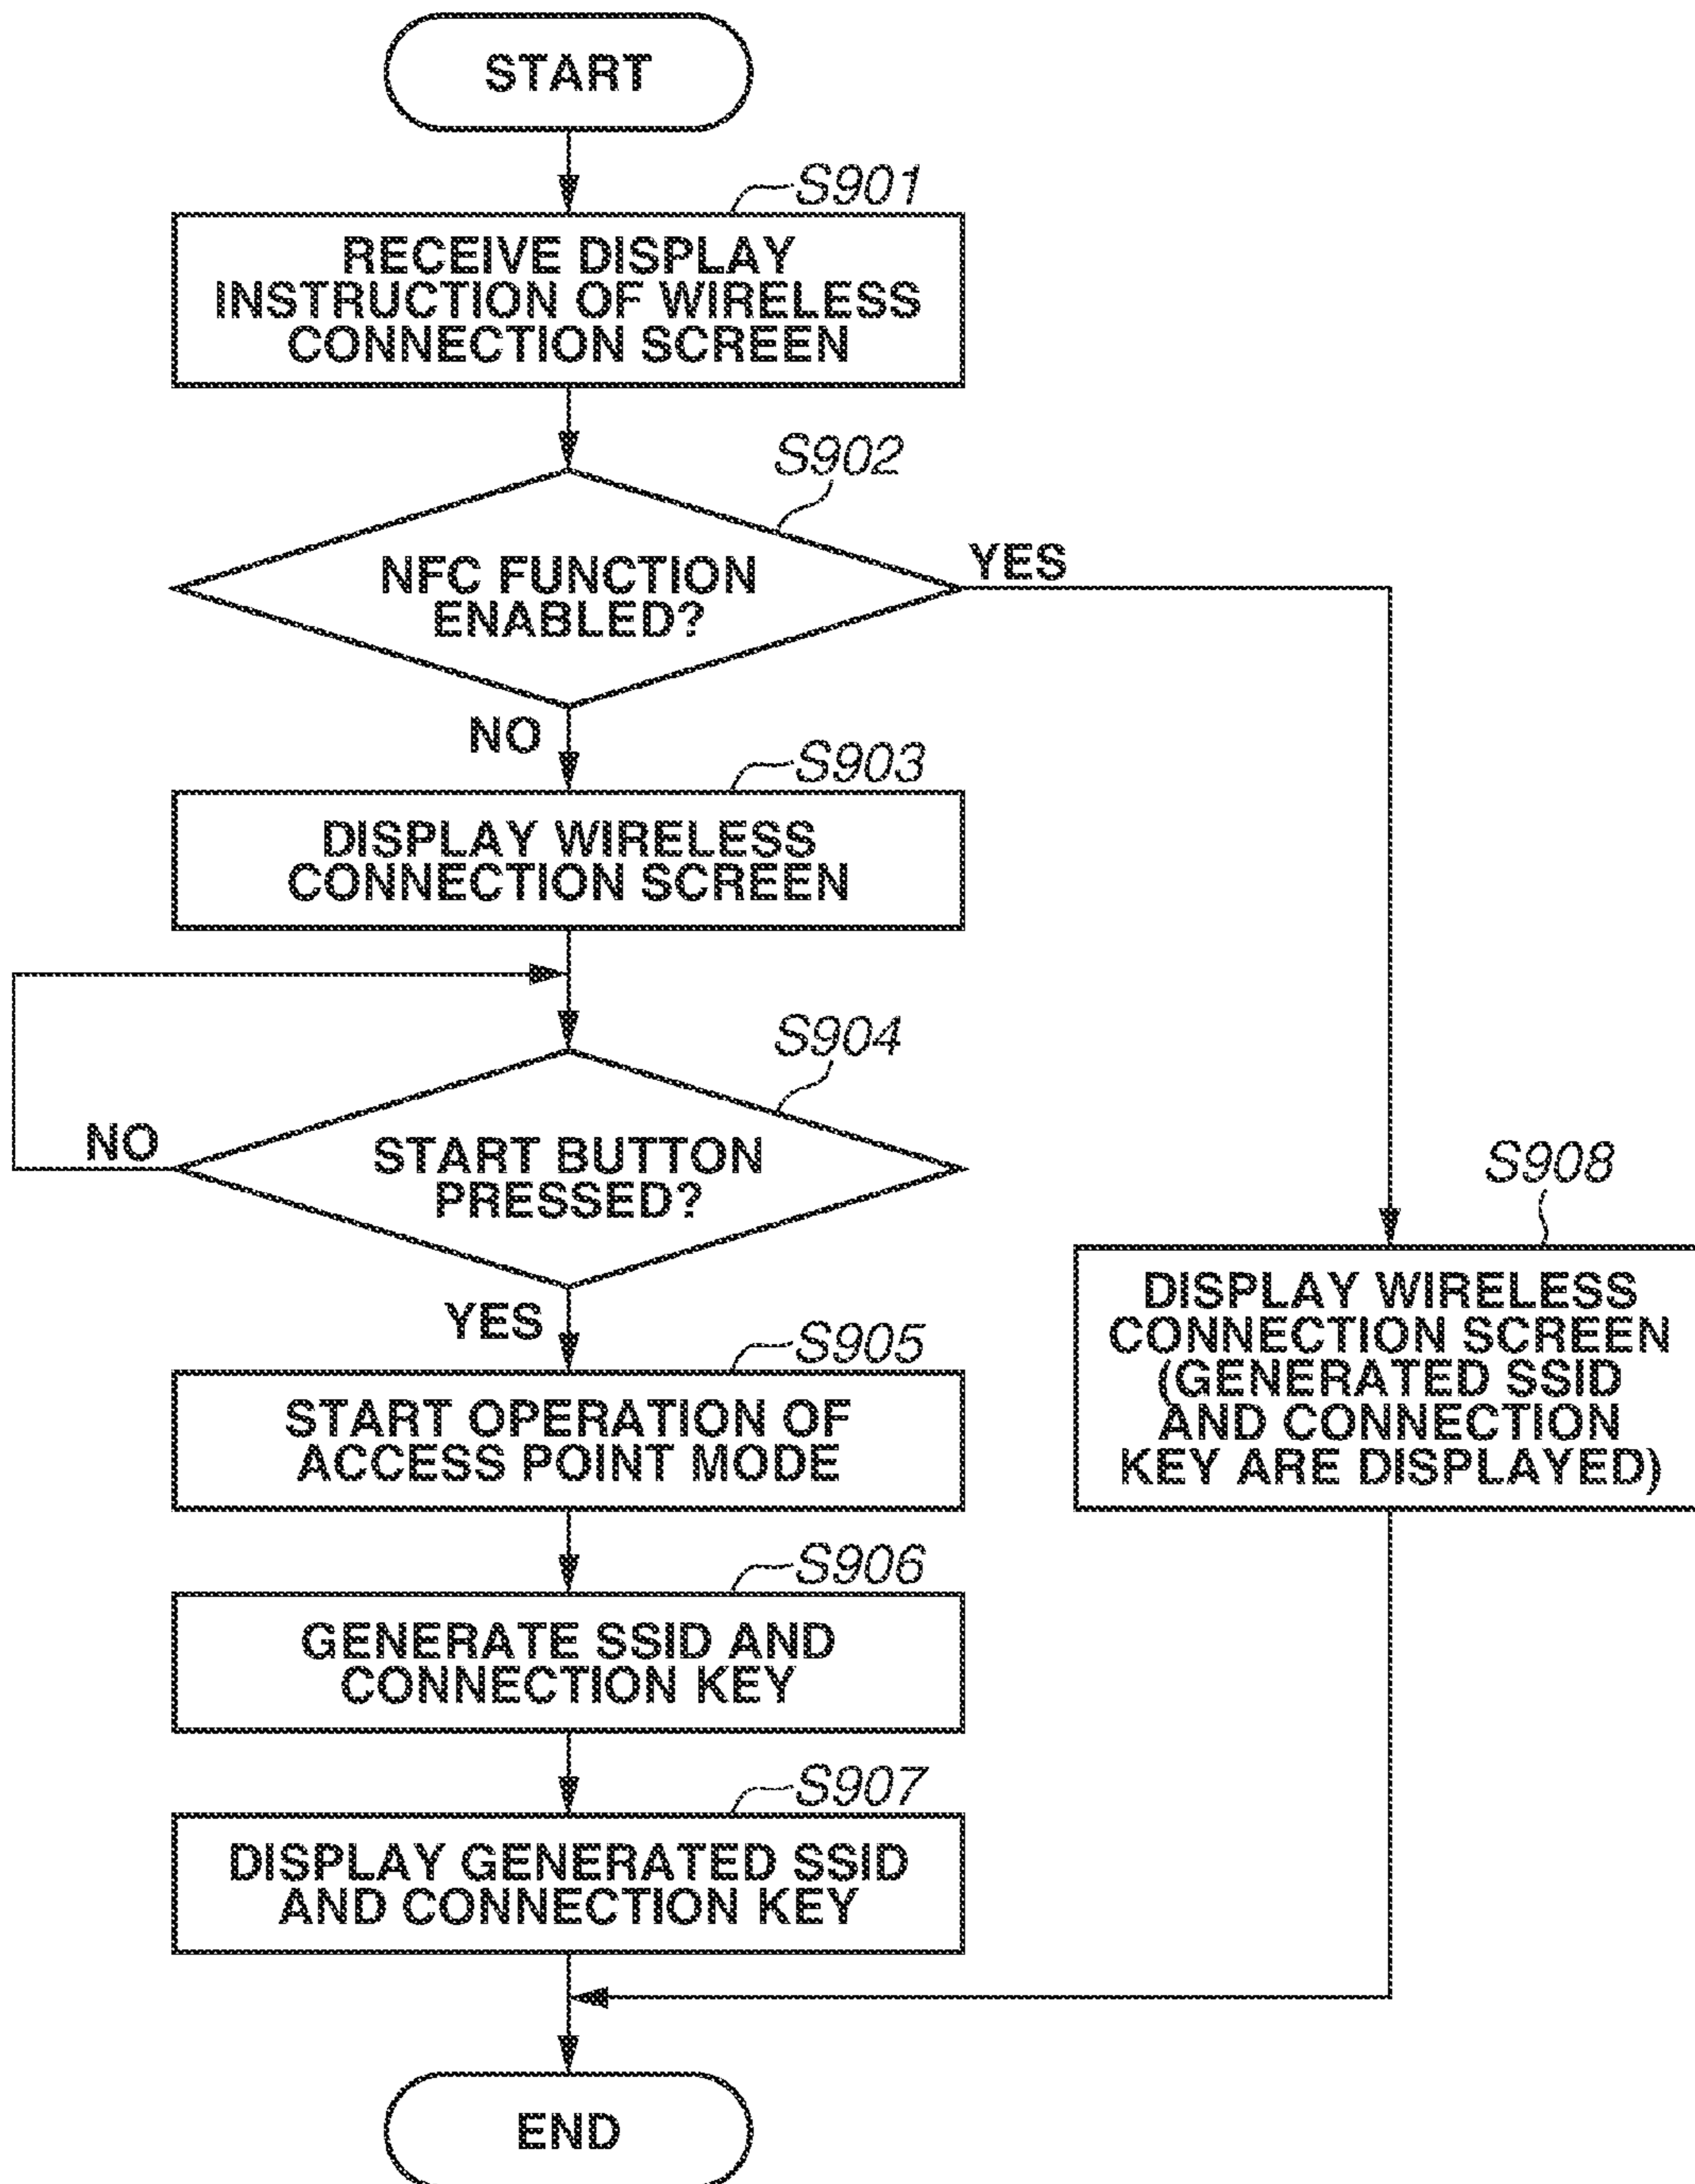 START
S901
RECEIVE DISPLAY
INSTRUCTION OF WIRELESS
CONNECTION SCREEN
S902
NFC FUNCTION
ENABLED?
YES
NO
S903
DISPLAY WIRELESS
CONNECTION SCREEN
S904
START BUTTON
PRESSED?
NO
YES
S905
START OPERATION OF
ACCESS POINT MODE
S906
GENERATE SSID AND
CONNECTION KEY
S907
DISPLAY GENERATED SSID
AND CONNECTION KEY
S908
DISPLAY WIRELESS
CONNECTION SCREEN
(GENERATED SSID
AND CONNECTION
KEY ARE DISPLAYED)
END